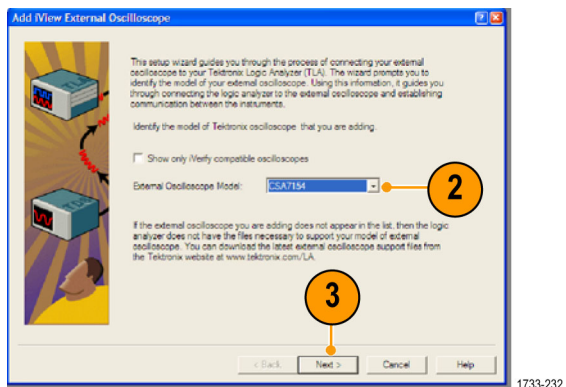 Add iView External Oscilloscope
This setup wizard guides you through the process of connecting your external
oscilloscope to your Tektronix Logic Analyzer (TLA). The wizard prompts you to
identify the model of your external oscilloscope. Using this information, it guides you
through connecting the logic analyzer to the external oscilloscope and establishing
communication between the instruments.
Identify the model of Tektronix oscilloscope that you are adding.
Show only iVerify compatible oscilloscopes
External Oscilloscope Model: CSA7154
2
If the external oscilloscope you are adding does not appear in the list, then the logic
analyzer does not have the files necessary to support your model of external
oscilloscope. You can download the latest external oscilloscope support files from
the Tektronix website at www.tektronix.com/LA.
3
< Back Next > Cancel Help
1733-232
TLA
TDS